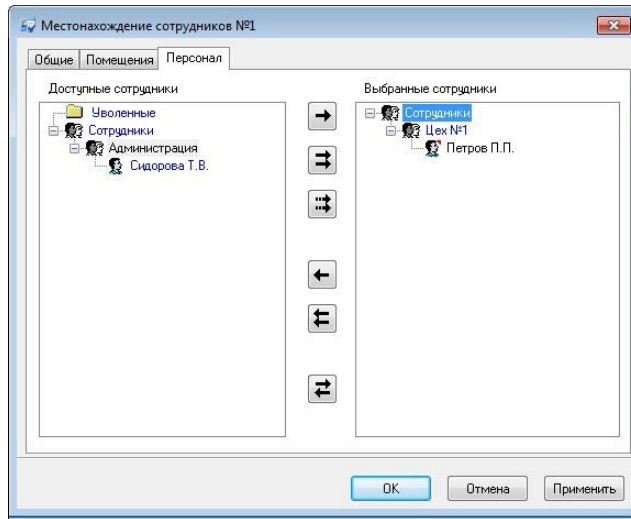 Местонахождение сотрудников №1
Общие Помещения Персонал
Доступные сотрудники
Уволенные
Сотрудники
Администрация
Сидорова Т.В.
Выбранные сотрудники
Сотрудники
Цех №1
Петров П.П.
ОК Отмена Применить